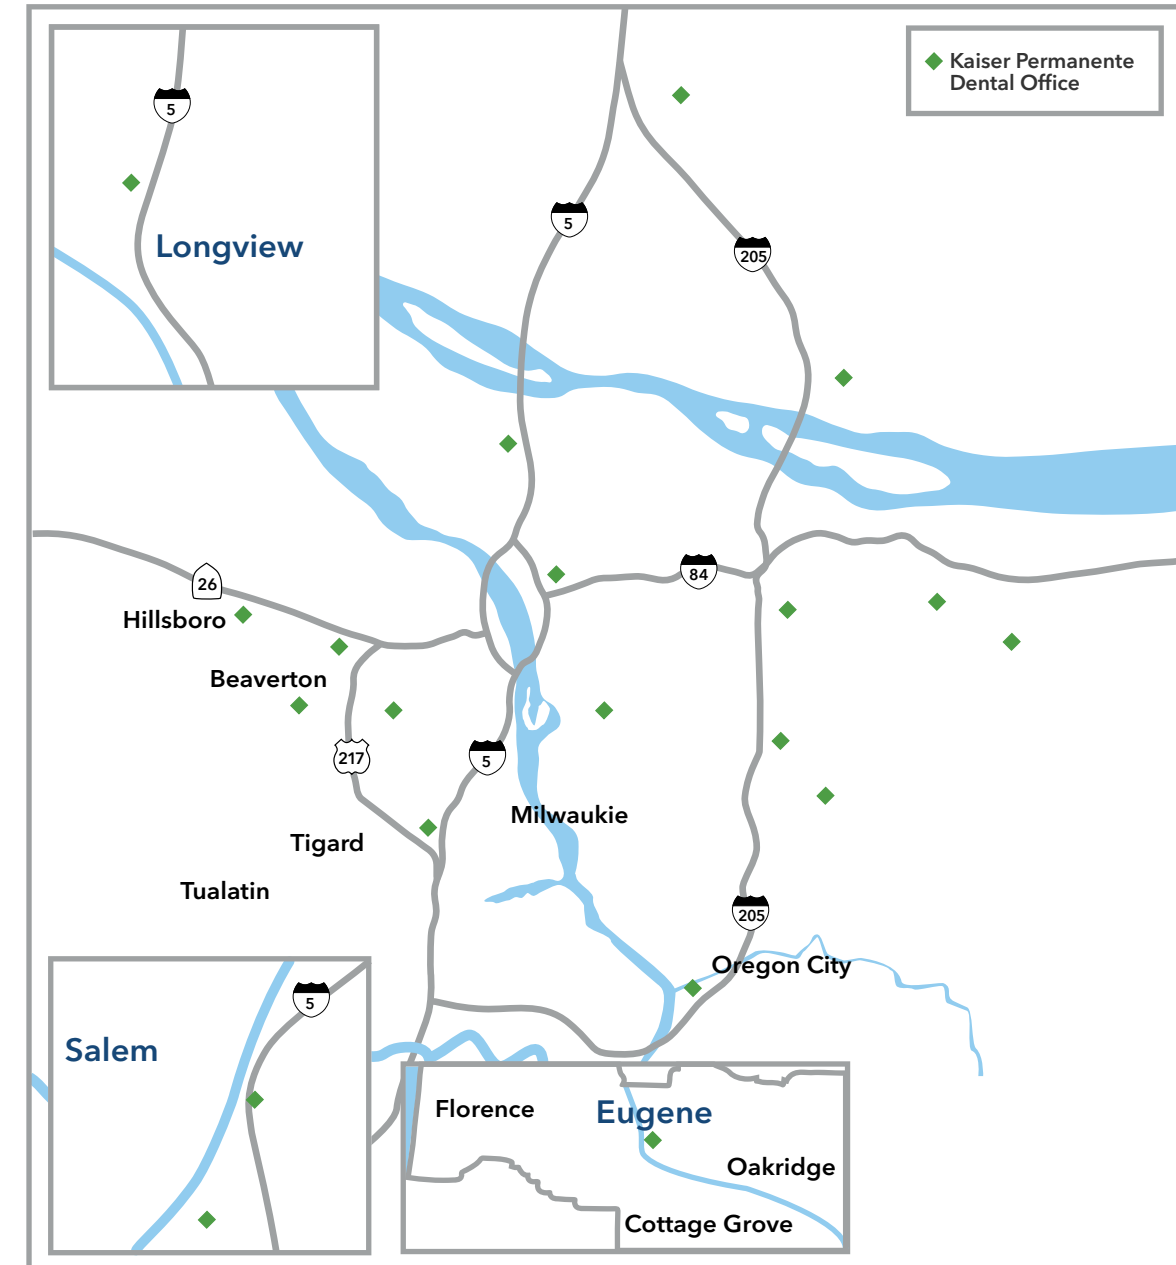 Kaiser Permanente
Dental Office
5
Longview
5
205
84
26
Hillsboro
Beaverton
217
5
Milwaukie
Tigard
Tualatin
205
Oregon City
5
Salem
Florence
Eugene
Oakridge
Cottage Grove